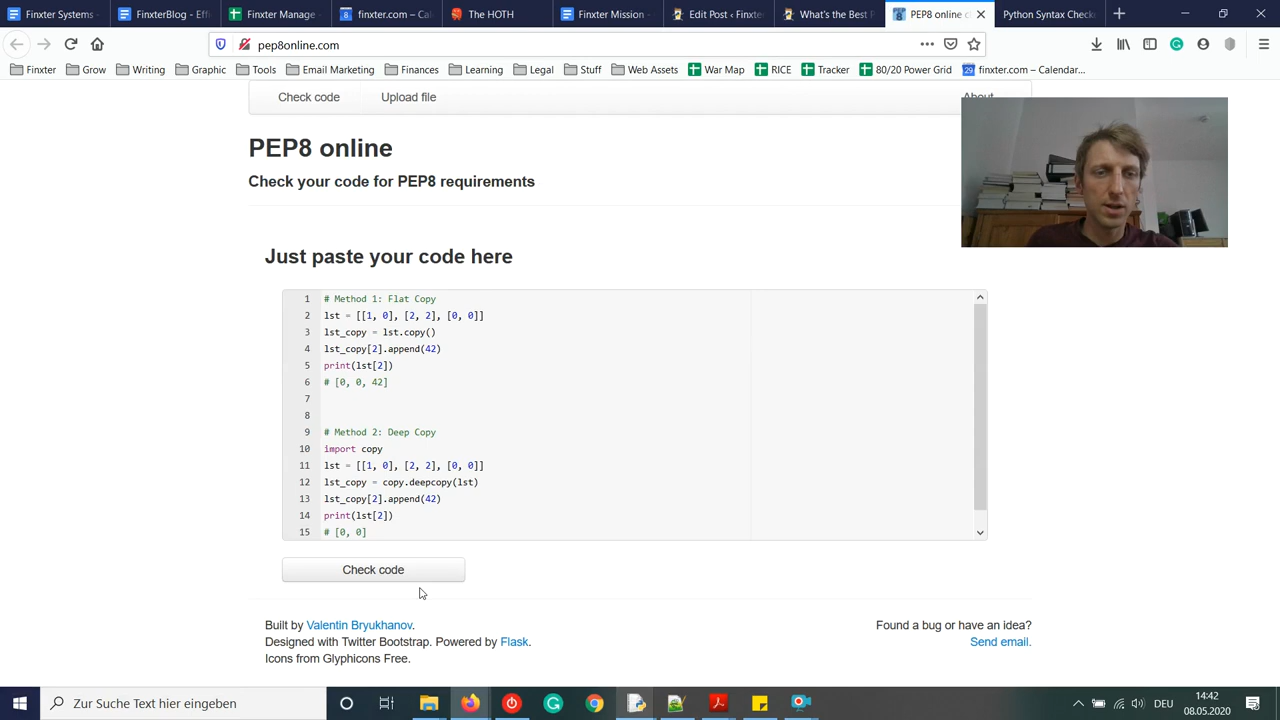 Finxter Systems
FinxterBlog - Eff
Finxter Manage
finxter.com – Cal
The HOTH
Finxter Mission
Edit Post ‹ Finxte
What's the Best P
PEP8 online c
Python Syntax Check
pep8online.com
Finxter
Grow
Writing
Graphic
Tools
Email Marketing
Finances
Learning
Legal
Stuff
Web Assets
War Map
RICE
Tracker
80/20 Power Grid
finxter.com – Calendar…
Check code
Upload file
About
PEP8 online
Check your code for PEP8 requirements
Just paste your code here
1 # Method 1: Flat Copy
2 lst = [[1, 0], [2, 2], [0, 0]]
3 lst_copy = lst.copy()
4 lst_copy[2].append(42)
5 print(lst[2])
6 # [0, 0, 42]
7
8
9 # Method 2: Deep Copy
10 import copy
11 lst = [[1, 0], [2, 2], [0, 0]]
12 lst_copy = copy.deepcopy(lst)
13 lst_copy[2].append(42)
14 print(lst[2])
15 # [0, 0]
Check code
Built by Valentin Bryukhanov.
Designed with Twitter Bootstrap. Powered by Flask.
Icons from Glyphicons Free.
Found a bug or have an idea?
Send email.
Zur Suche Text hier eingeben
DEU
14:42
08.05.2020